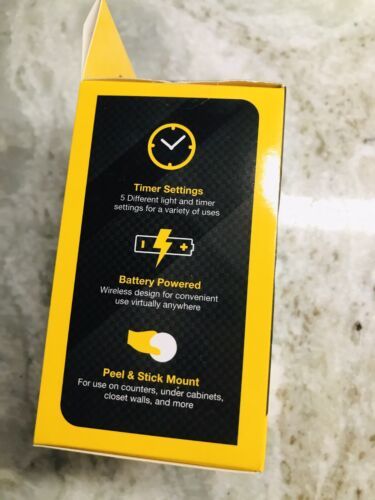 Timer Settings
5 Different light and timer
settings for a variety of uses
Battery Powered
Wireless design for convenient
use virtually anywhere
Peel & Stick Mount
For use on counters, under cabinets,
closet walls, and more